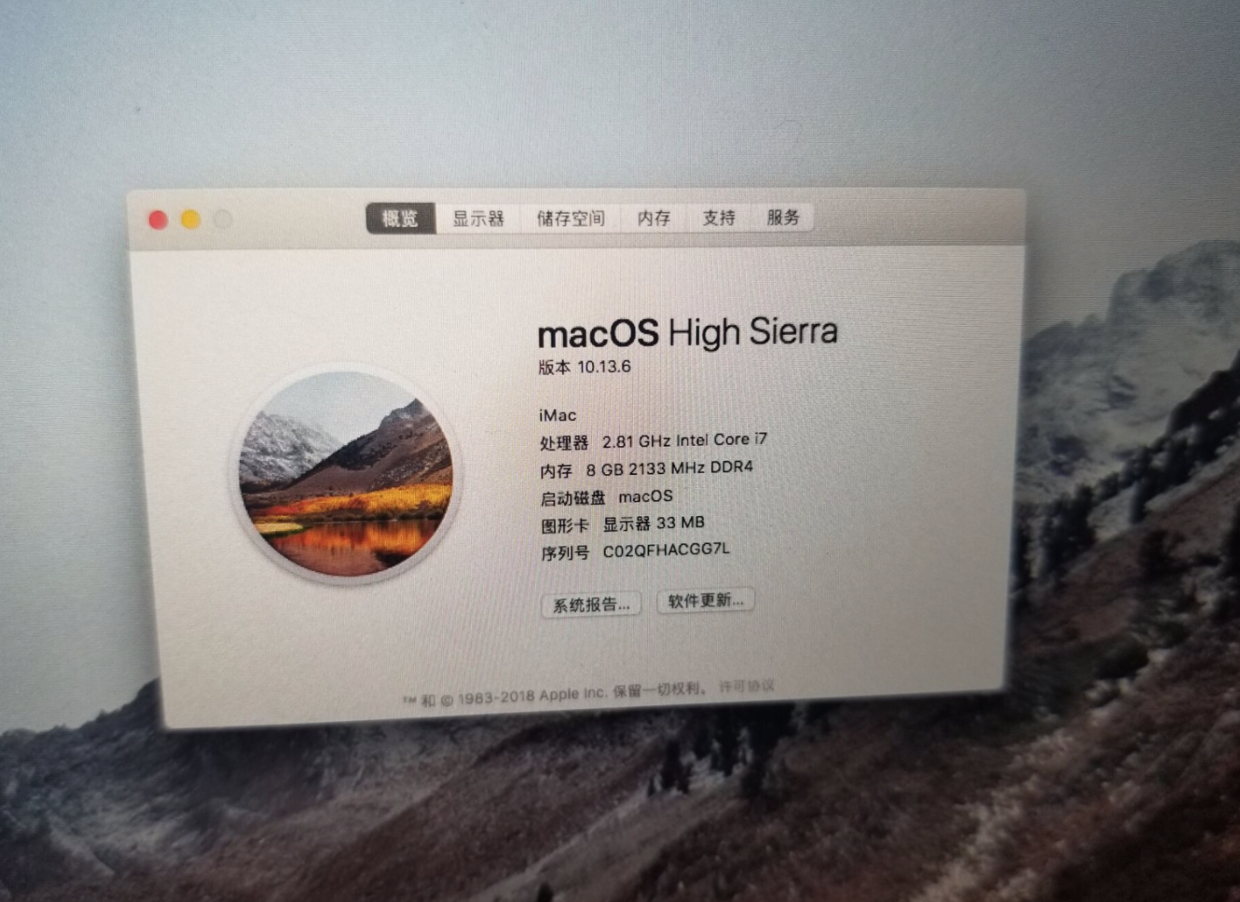 概览 显示器 储存空间 内存 支持 服务
macOS High Sierra
版本 10.13.6
iMac
处理器 2.81 GHz Intel Core i7
内存 8 GB 2133 MHz DDR4
启动磁盘 macOS
图形卡 显示器 33 MB
序列号 C02QFHACGG7L
系统报告... 软件更新...
™ 和 © 1983-2018 Apple Inc. 保留一切权利。 许可协议